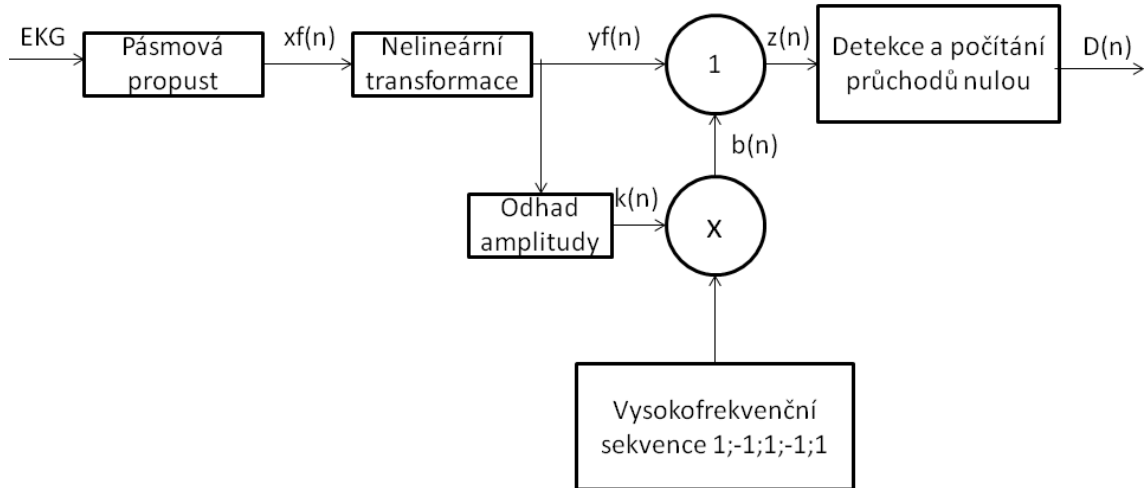 EKG
Pásmová
propust
xf(n)
Nelineární
transformace
yf(n)
1
z(n)
Detekce a počítání
průchodů nulou
D(n)
b(n)
Odhad
amplitudy
k(n)
X
Vysokofrekvenční
sekvence 1;-1;1;-1;1